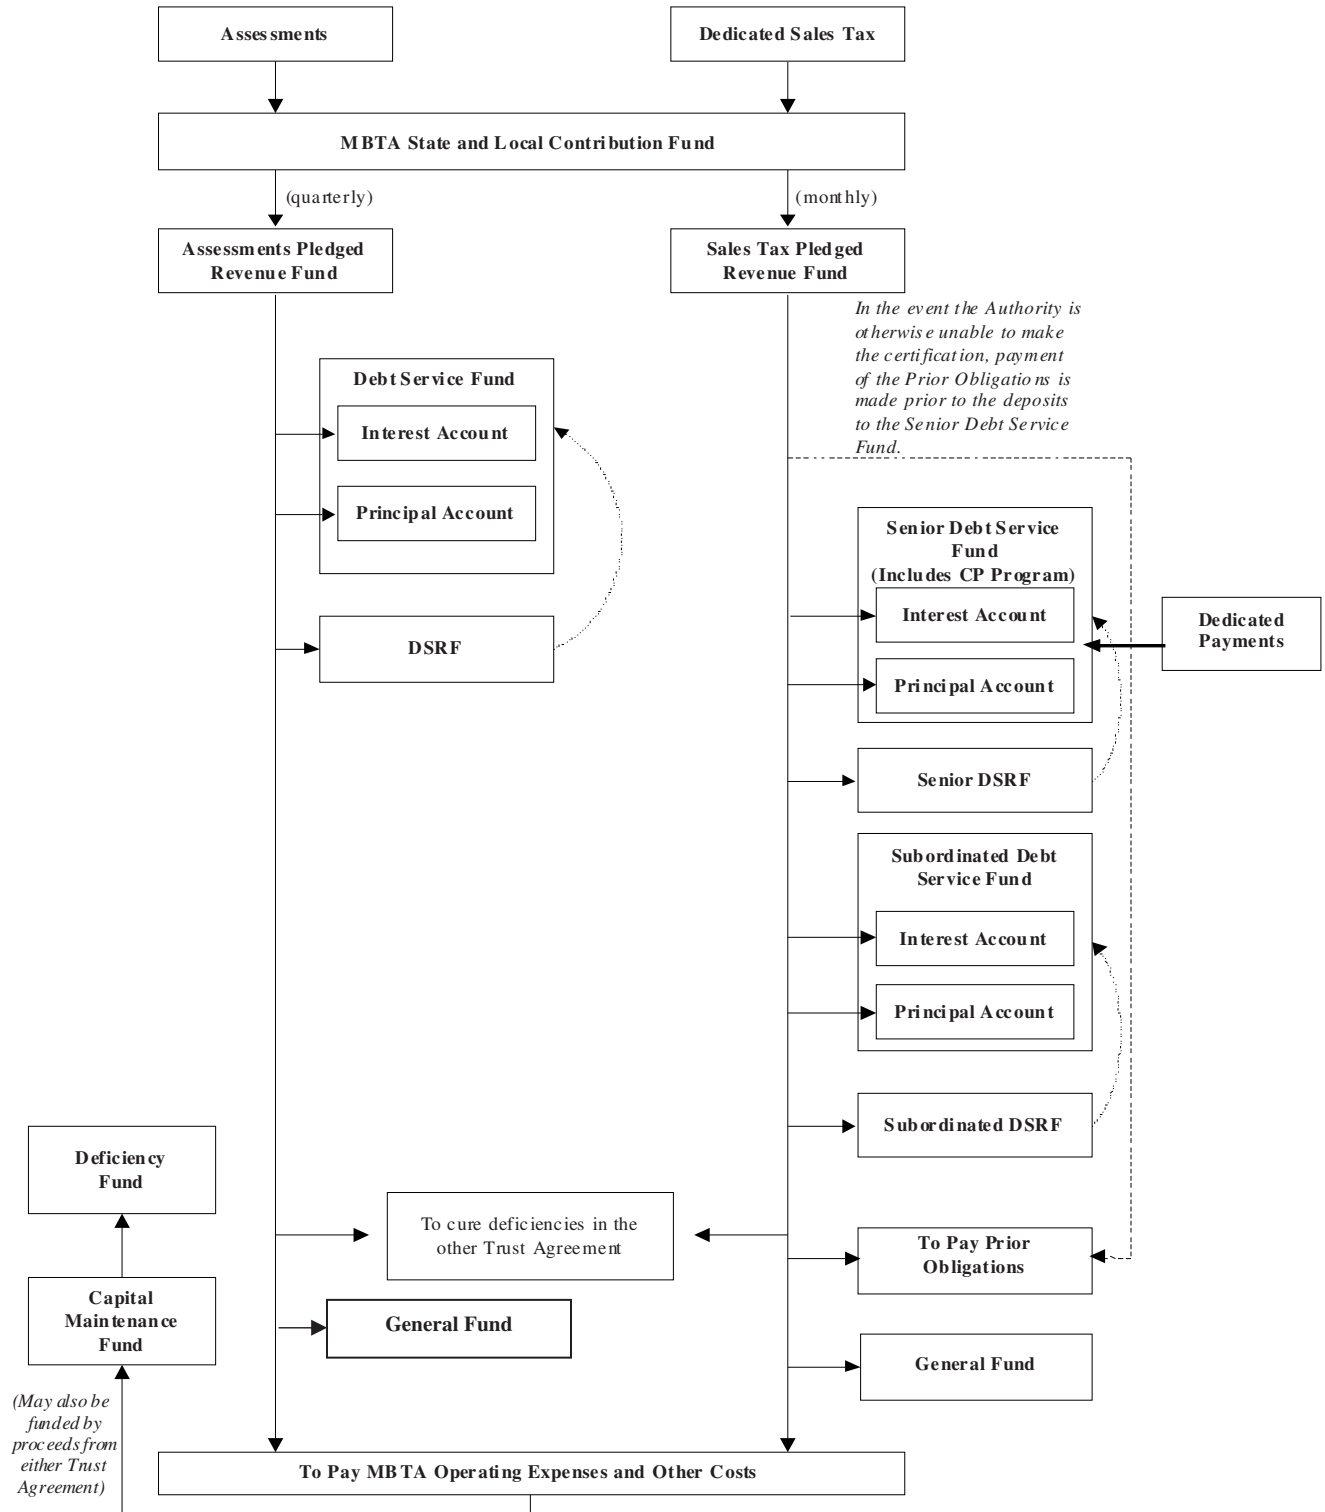 Assessments
Dedicated Sales Tax
MBTA State and Local Contribution Fund
(quarterly)
(monthly)
Assessments Pledged
Revenue Fund
Sales Tax Pledged
Revenue Fund
In the event the Authority is
otherwise unable to make
the certification, payment
of the Prior Obligations is
made prior to the deposits
to the Senior Debt Service
Fund.
Debt Service Fund
Interest Account
Principal Account
DSRF
Senior Debt Service
Fund
(Includes CP Program)
Interest Account
Principal Account
Dedicated
Payments
Senior DSRF
Subordinated Debt
Service Fund
Interest Account
Principal Account
Subordinated DSRF
Deficiency
Fund
To cure deficiencies in the
other Trust Agreement
To Pay Prior
Obligations
Capital
Maintenance
Fund
General Fund
General Fund
(May also be
funded by
proceeds from
either Trust
Agreement)
To Pay MBTA Operating Expenses and Other Costs